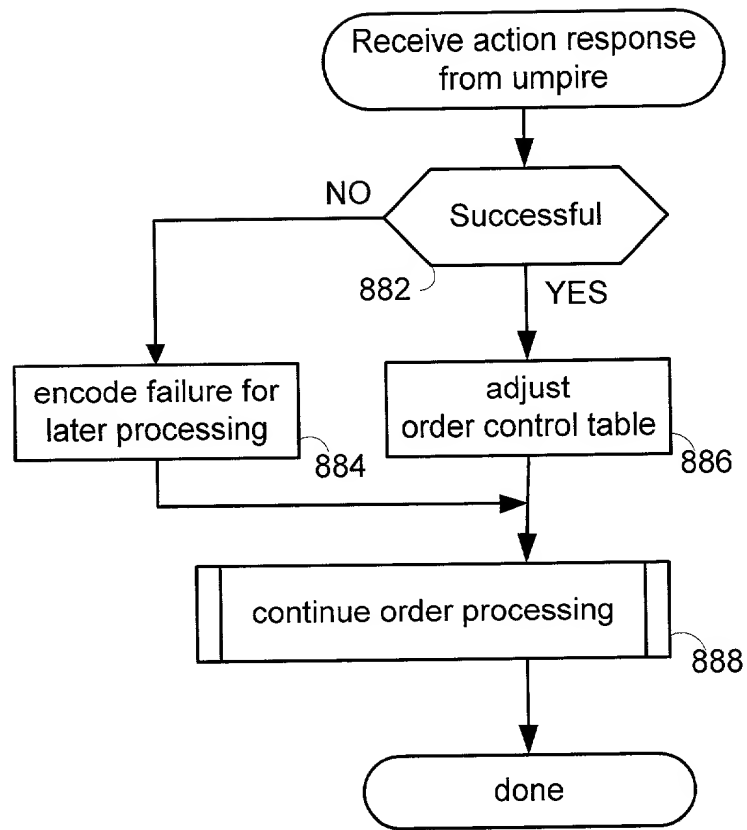 Receive action response
from umpire
NO
Successful
882
YES
encode failure for
later processing
884
adjust
order control table
886
continue order processing
888
done